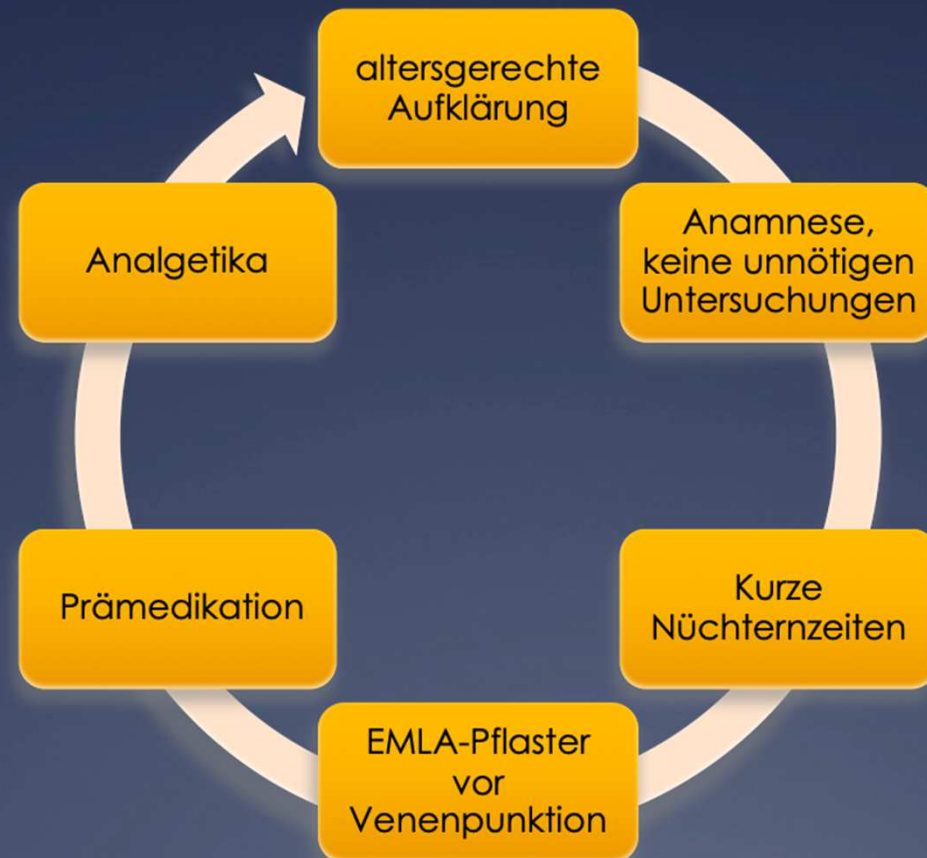 altersgerechte
Aufklärung
Anamnese,
keine unnötigen
Untersuchungen
Kurze
Nüchternzeiten
EMLA-Pflaster
vor
Venenpunktion
Prämedikation
Analgetika